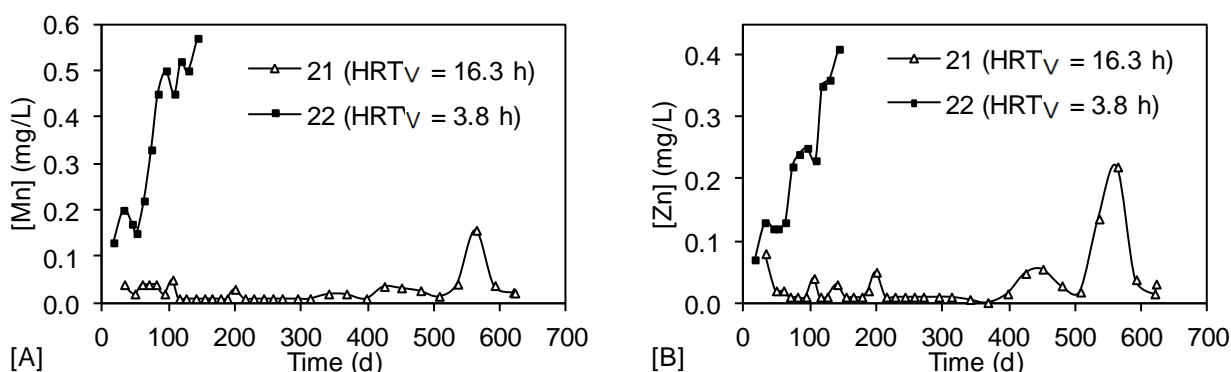 0.6
0.5
0.4
0.3
0.2
0.1
0.0
[Mn] (mg/L)
21 (HRTV = 16.3 h)
22 (HRTV = 3.8 h)
0 100 200 300 400 500 600 700
Time (d)
[A]
0.4
0.3
0.2
0.1
0.0
[Zn] (mg/L)
21 (HRTV = 16.3 h)
22 (HRTV = 3.8 h)
0 100 200 300 400 500 600 700
Time (d)
[B]